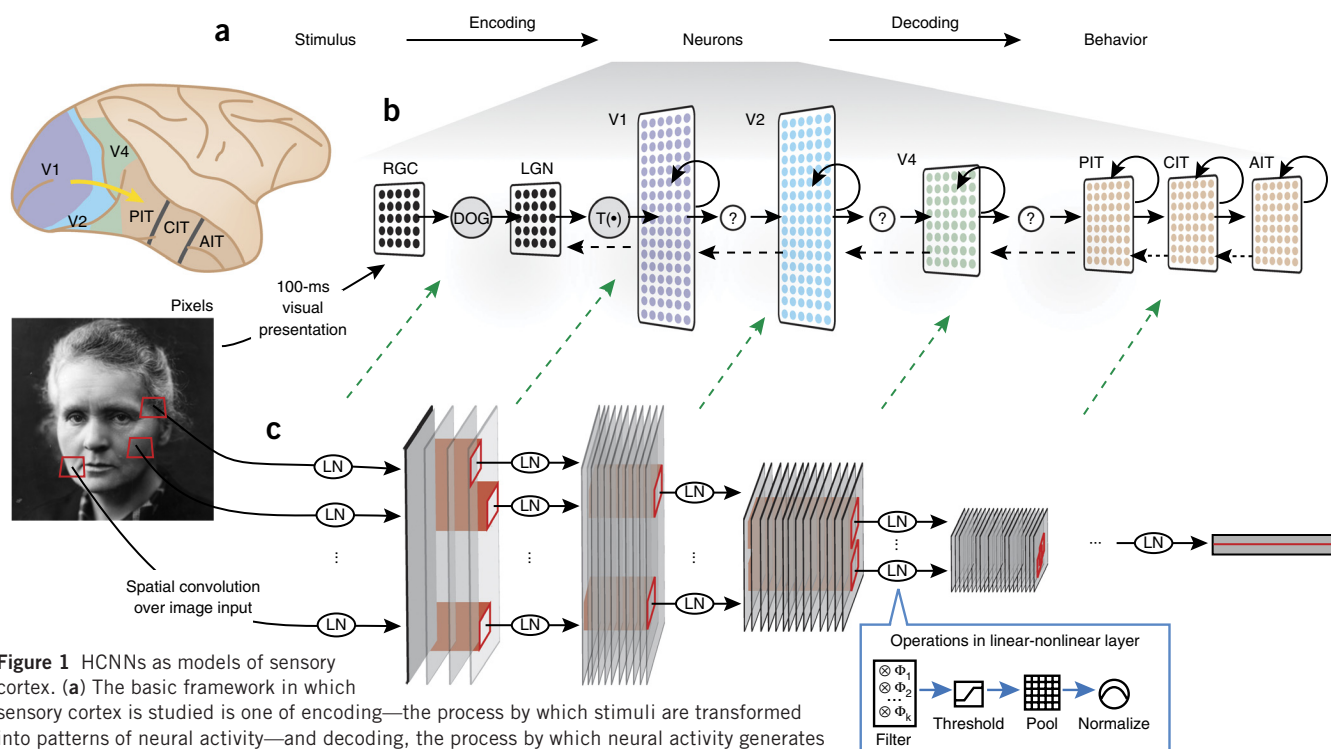 a
Stimulus
Encoding
Neurons
Decoding
Behavior
V1
V4
V2
PIT
CIT
AIT
b
RGC
DOG
LGN
T(•)
V1
?
V2
?
V4
?
PIT
CIT
AIT
100-ms
visual
presentation
Pixels
c
LN
LN
LN
LN
LN
LN
LN
LN
LN
LN
...
LN
⋮
⋮
⋮
⋮
Spatial convolution
over image input
Operations in linear-nonlinear layer
⊗ Φ1
⊗ Φ2
...
⊗ Φk
Filter
Threshold
Pool
Normalize
Figure 1 HCNNs as models of sensory
cortex. (a) The basic framework in which
sensory cortex is studied is one of encoding—the process by which stimuli are transformed
into patterns of neural activity—and decoding, the process by which neural activity generates